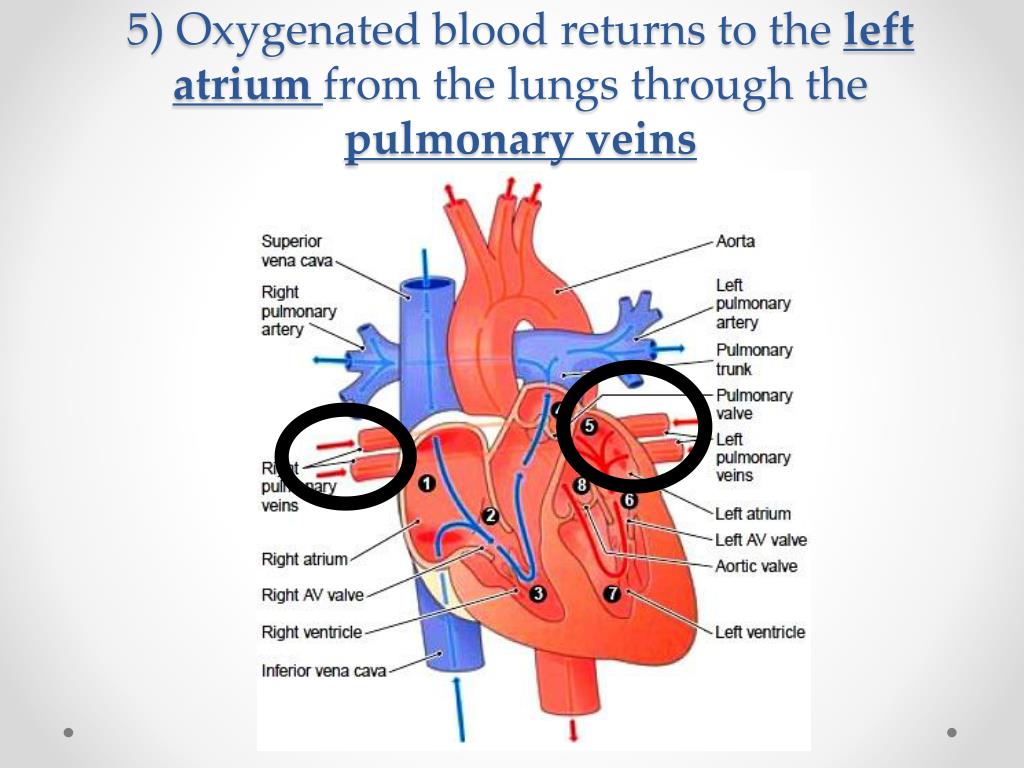 5) Oxygenated blood returns to the left
atrium from the lungs through the
pulmonary veins
Superior
vena cava
Right
pulmonary
artery
Right
pulmonary
veins
Right atrium
Right AV valve
Right ventricle
Inferior vena cava
Aorta
Left
pulmonary
artery
Pulmonary
trunk
Pulmonary
valve
Left
pulmonary
veins
Left atrium
Left AV valve
Aortic valve
Left ventricle
1
2
3
4
5
6
7
8